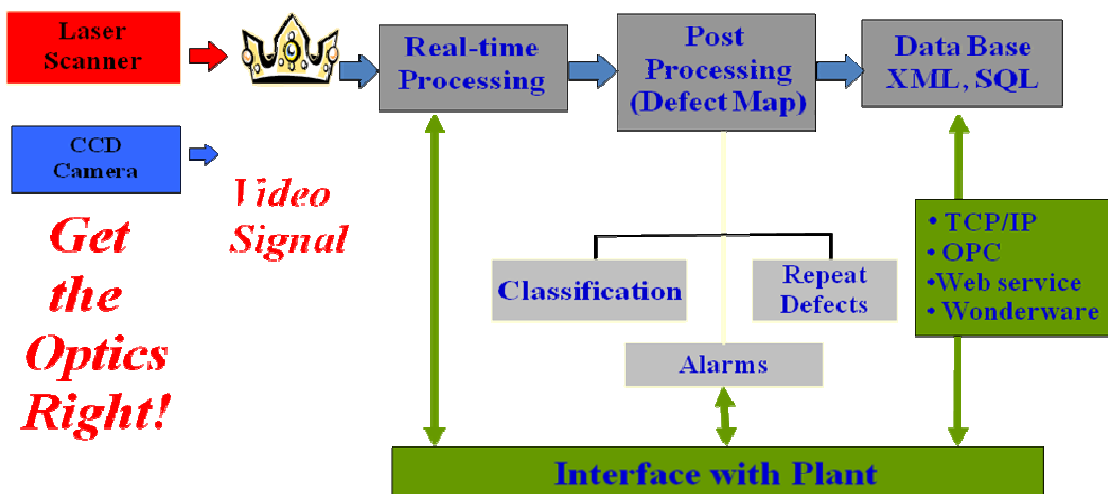 Laser
Scanner
CCD
Camera
Get
the
Optics
Right!
Video
Signal
Real-time
Processing
Post
Processing
(Defect Map)
Data Base
XML, SQL
Classification
Repeat
Defects
Alarms
• TCP/IP
• OPC
•Web service
• Wonderware
Interface with Plant